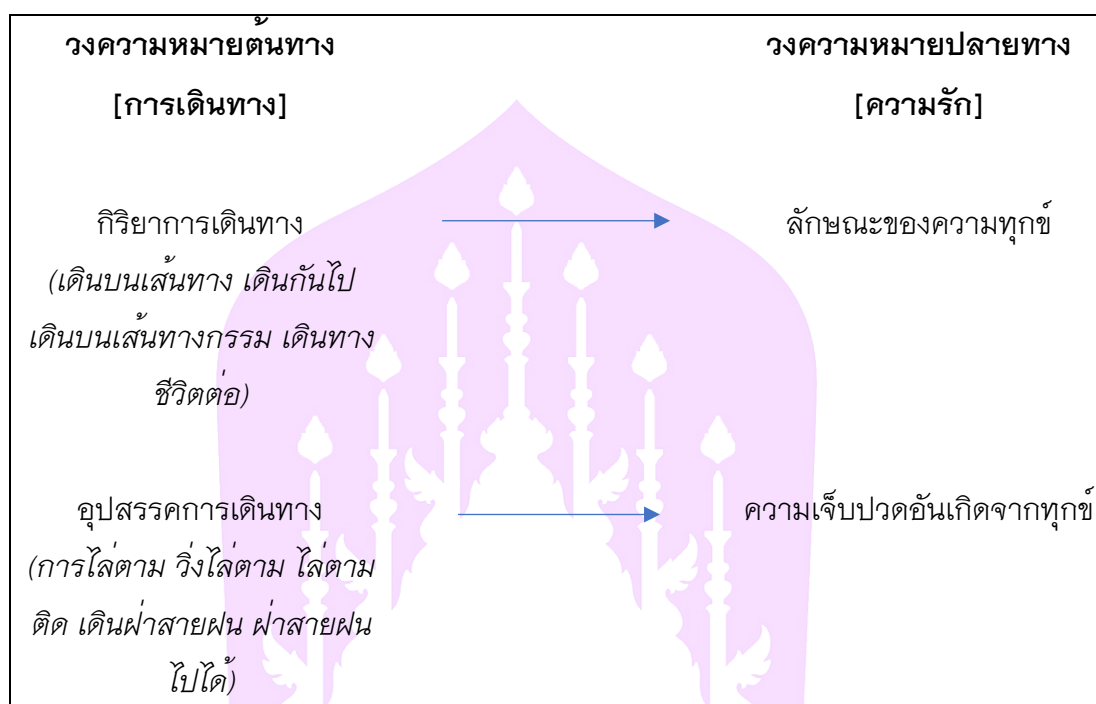 วงความหมายต้นทาง วงความหมายปลายทาง
[การเดินทาง] [ความรัก]
กิริยาการเดินทาง ลักษณะของความทุกข์
(เดินบนเส้นทาง เดินกันไป
เดินบนเส้นทางกรรม เดินทาง
ชีวิตต่อ)
อุปสรรคการเดินทาง ความเจ็บปวดอันเกิดจากทุกข์
(การไล่ตาม วิ่งไล่ตาม ไล่ตาม
ติด เดินฝ่าสายฝน ฝ่าสายฝน
ไปได้)